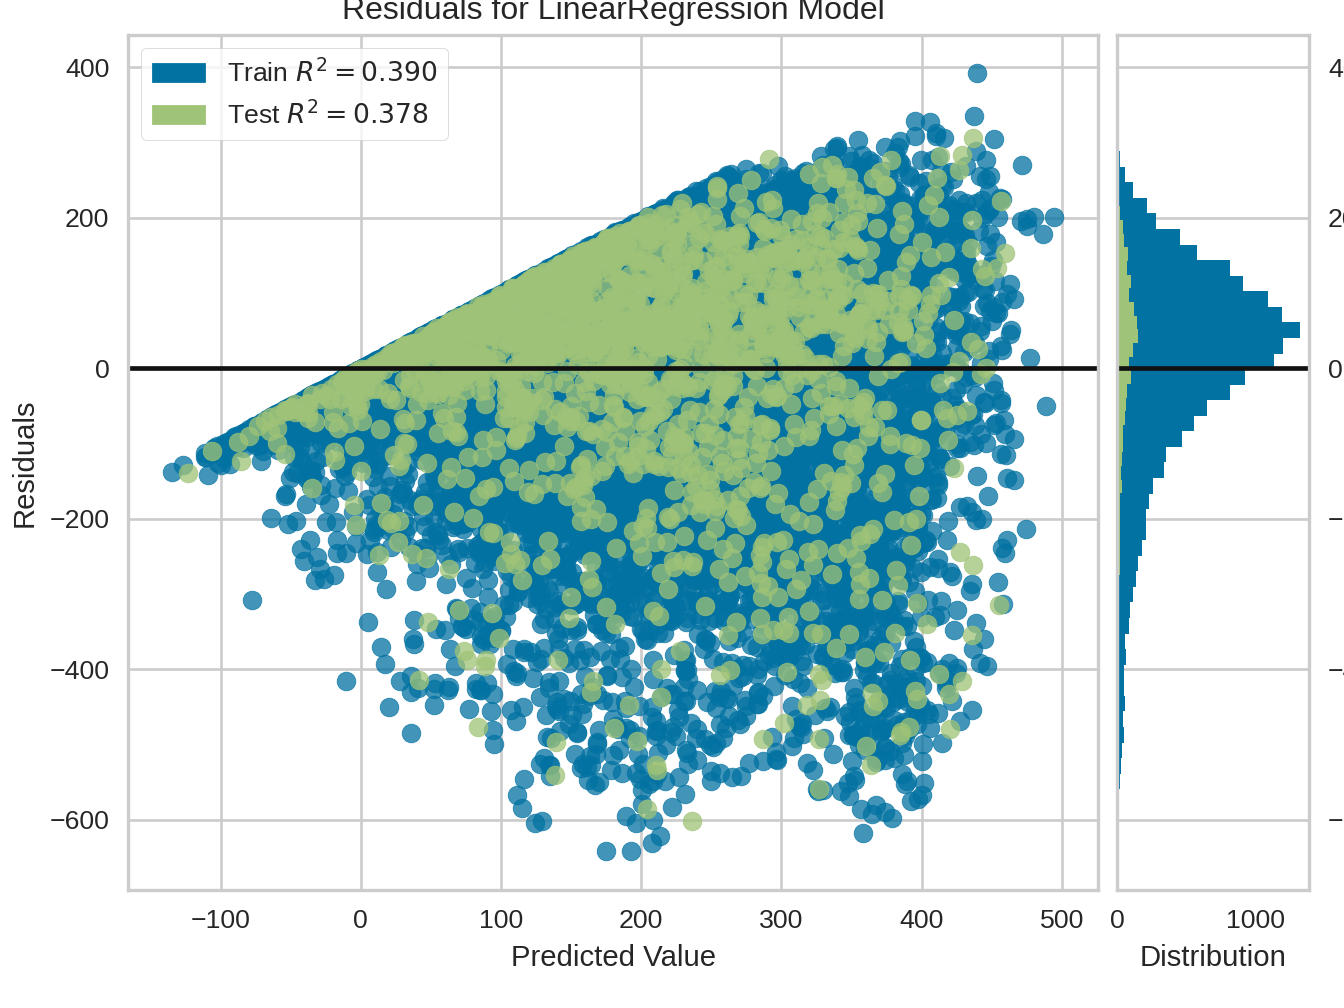 Residuals for LinearRegression Model
Train R² = 0.390
Test R² = 0.378
400
200
0
−200
−400
−600
Residuals
−100
0
100
200
300
400
500
Predicted Value
0
1000
Distribution
0